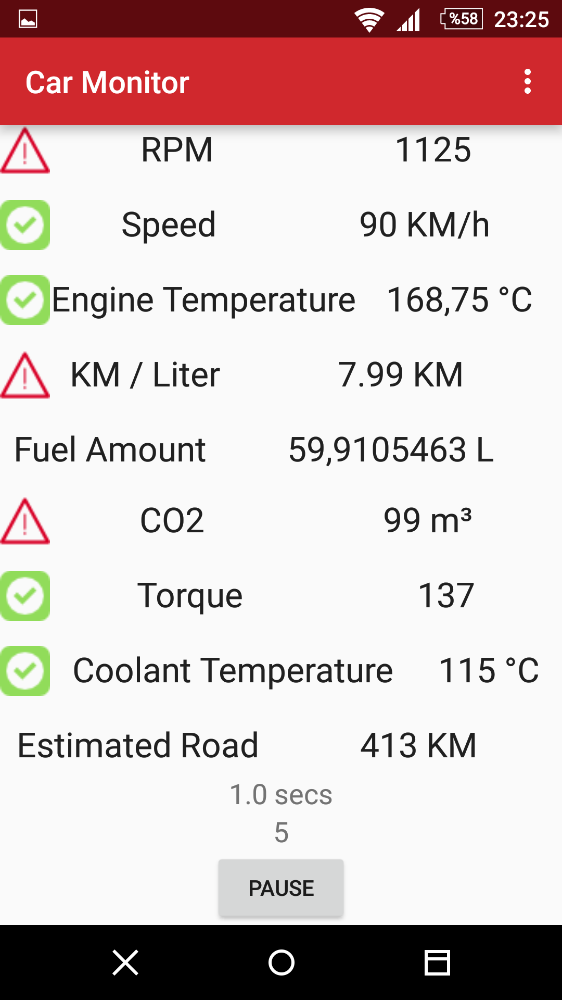 %58 23:25
Car Monitor
RPM 1125
Speed 90 KM/h
Engine Temperature 168,75 °C
KM / Liter 7.99 KM
Fuel Amount 59,9105463 L
CO2 99 m³
Torque 137
Coolant Temperature 115 °C
Estimated Road 413 KM
1.0 secs
5
PAUSE